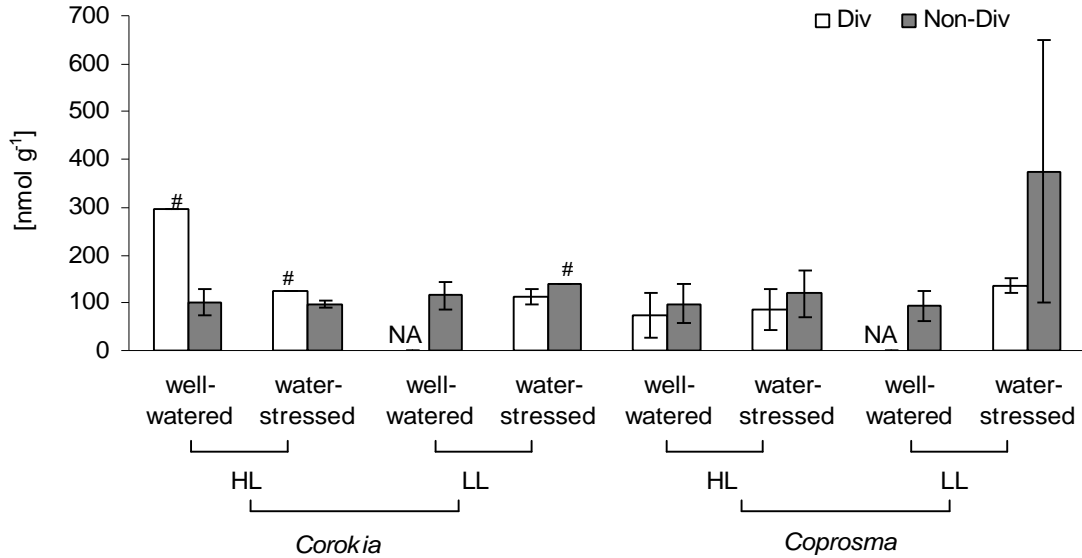 700
600
500
400
300
200
100
0
[nmol g-1]
Div Non-Div
#
#
NA
#
NA
well-watered
water-stressed
well-watered
water-stressed
well-watered
water-stressed
well-watered
water-stressed
HL LL HL LL
Corokia Coprosma